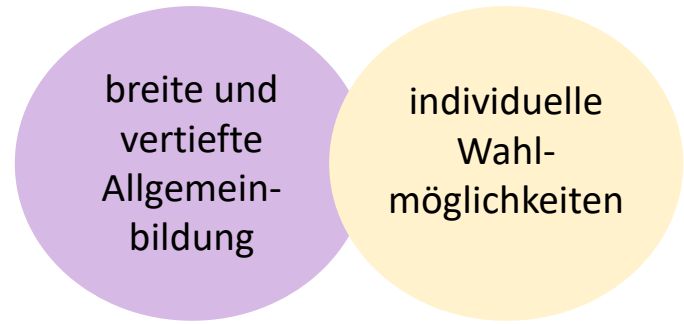 breite und
vertiefte
Allgemein-
bildung
individuelle
Wahl-
möglichkeiten